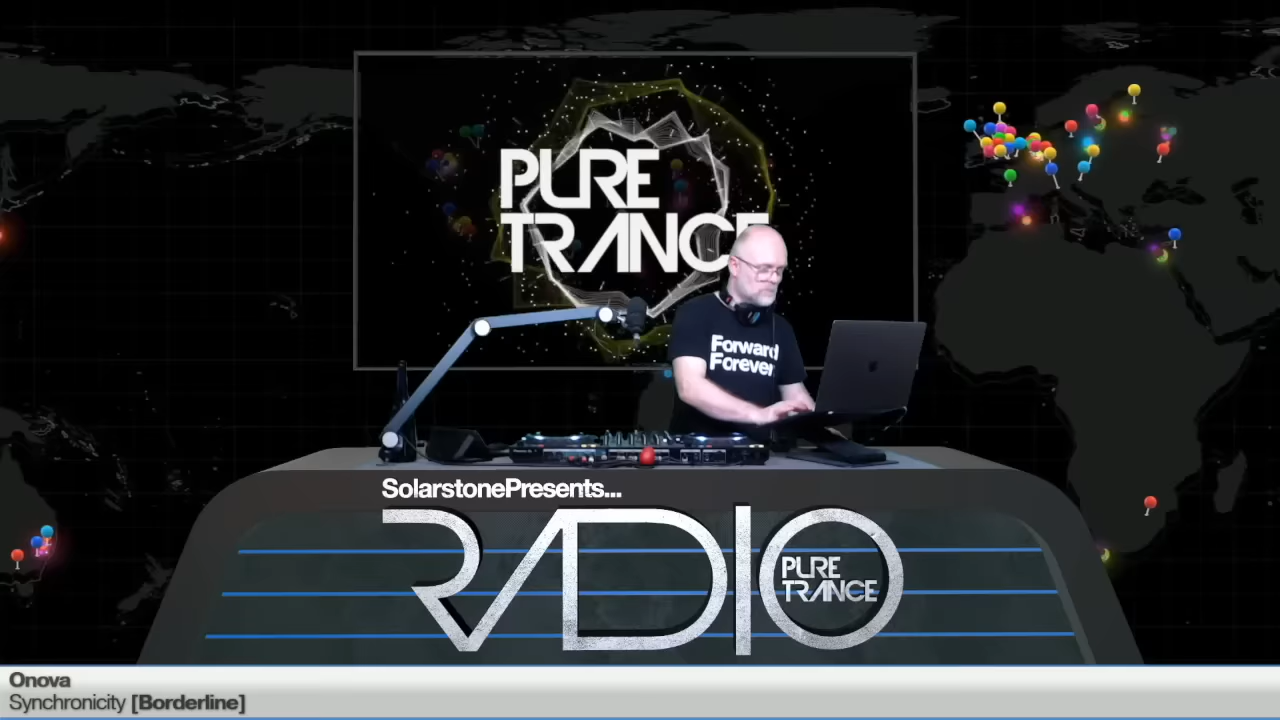 PURE
TRANCE
Forward
Forever
SolarstonePresents...
RADIO
PURE
TRANCE
Onova
Synchronicity [Borderline]